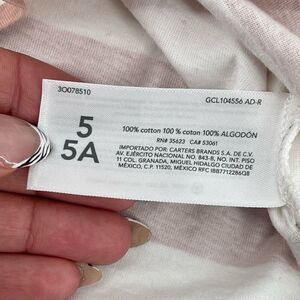 3O078510
GCL104556 AD-R
5
5A
100% cotton 100 % coton 100% ALGODÓN
RN# 35623 CA# 53061
IMPORTADO POR: CARTERS BRANDS S.A. DE C.V.
AV. EJÉRCITO NACIONAL NO. 843-B, NO. INT. PISO
11 COL. GRANADA, MIGUEL HIDALGO CIUDAD DE
MÉXICO, C.P. 11520, MÉXICO RFC IBB7712286Q8